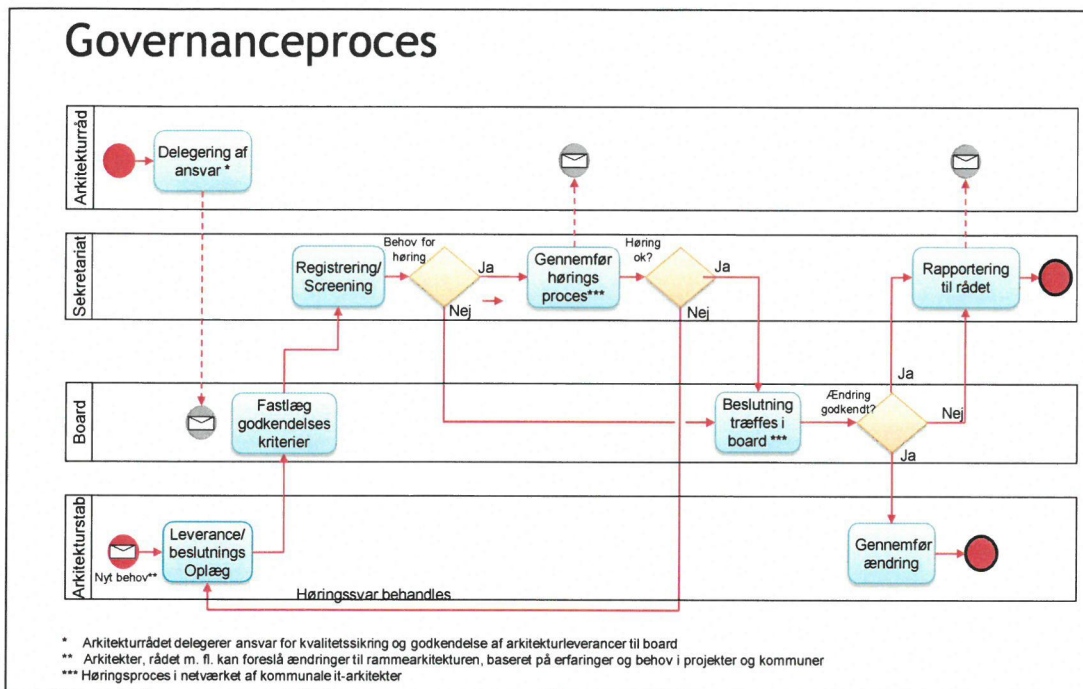 Governanceproces
Arkitekturråd
Delegering af
ansvar *
Sekretariat
Registrering/
Screening
Behov for
høring
Ja
Nej
Gennemfør
hørings
proces***
Høring
ok?
Ja
Nej
Rapportering
til rådet
Board
Fastlæg
godkendelses
kriterier
Beslutning
træffes i
board ***
Ændring
godkendt?
Ja
Nej
Ja
Arkitekturstab
Nyt behov**
Leverance/
beslutnings
Oplæg
Høringssvar behandles
Gennemfør
ændring
* Arkitekturrådet delegerer ansvar for kvalitetssikring og godkendelse af arkitekturleverancer til board
** Arkitekter, rådet m. fl. kan foreslå ændringer til rammearkitekturen, baseret på erfaringer og behov i projekter og kommuner
*** Høringsproces i netværket af kommunale it-arkitekter